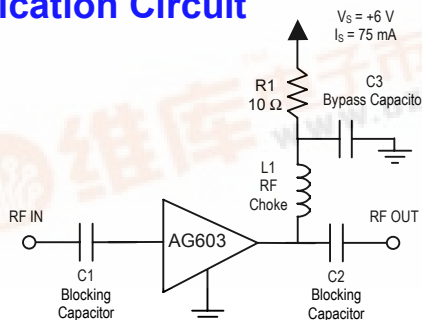 ication Circuit
VS = +6 V
IS = 75 mA
R1
10 Ω
C3
Bypass Capacito
L1
RF
Choke
RF IN
AG603
RF OUT
C1
Blocking
Capacitor
C2
Blocking
Capacitor